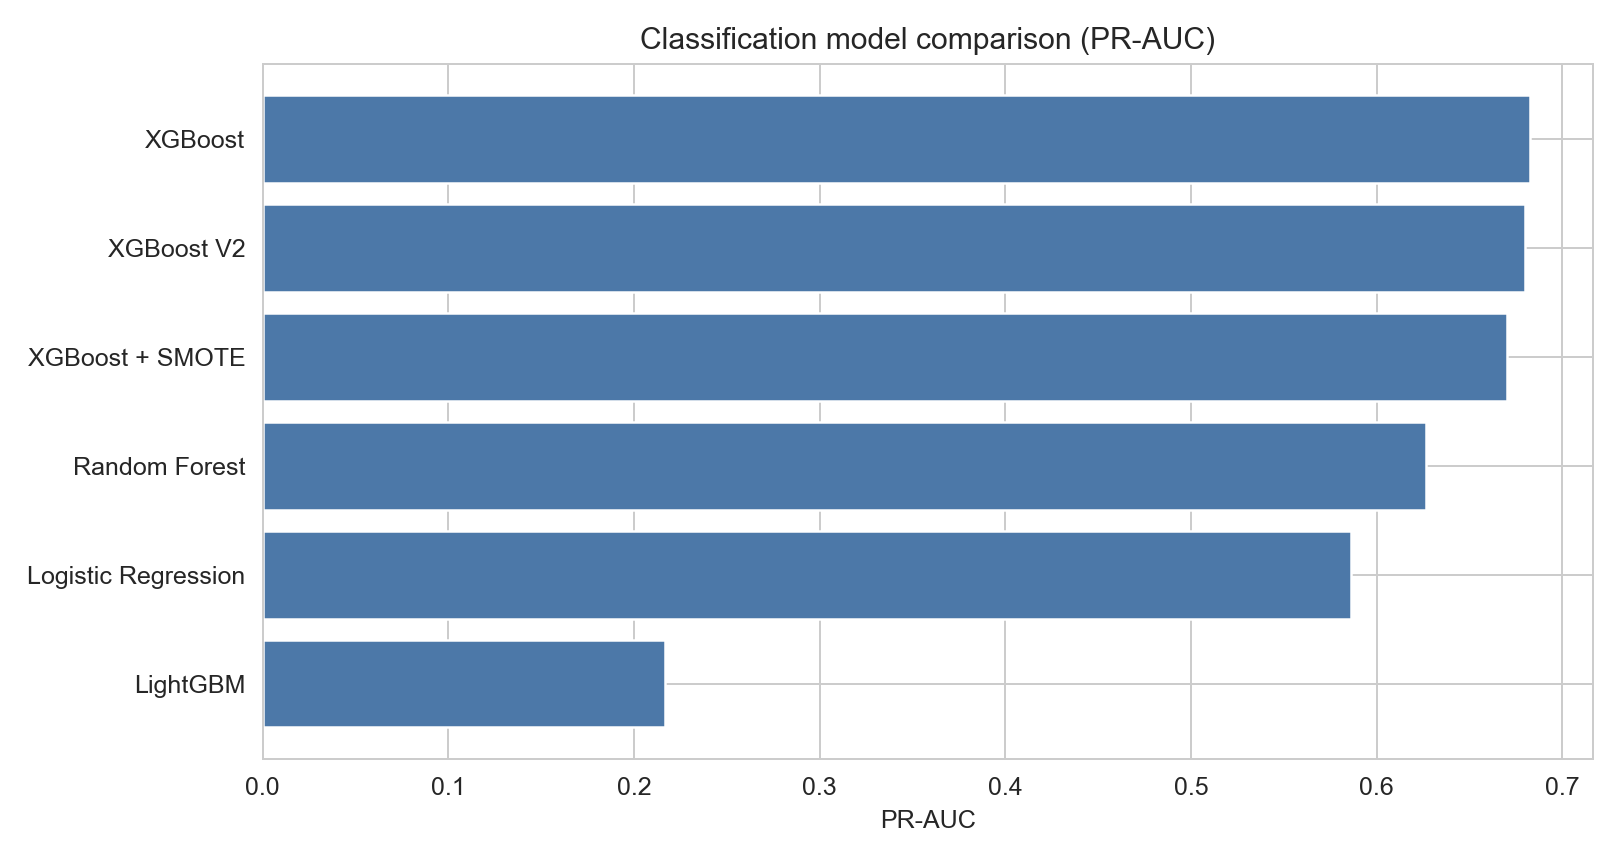 Classification model comparison (PR-AUC)
XGBoost
XGBoost V2
XGBoost + SMOTE
Random Forest
Logistic Regression
LightGBM
0.0 0.1 0.2 0.3 0.4 0.5 0.6 0.7
PR-AUC